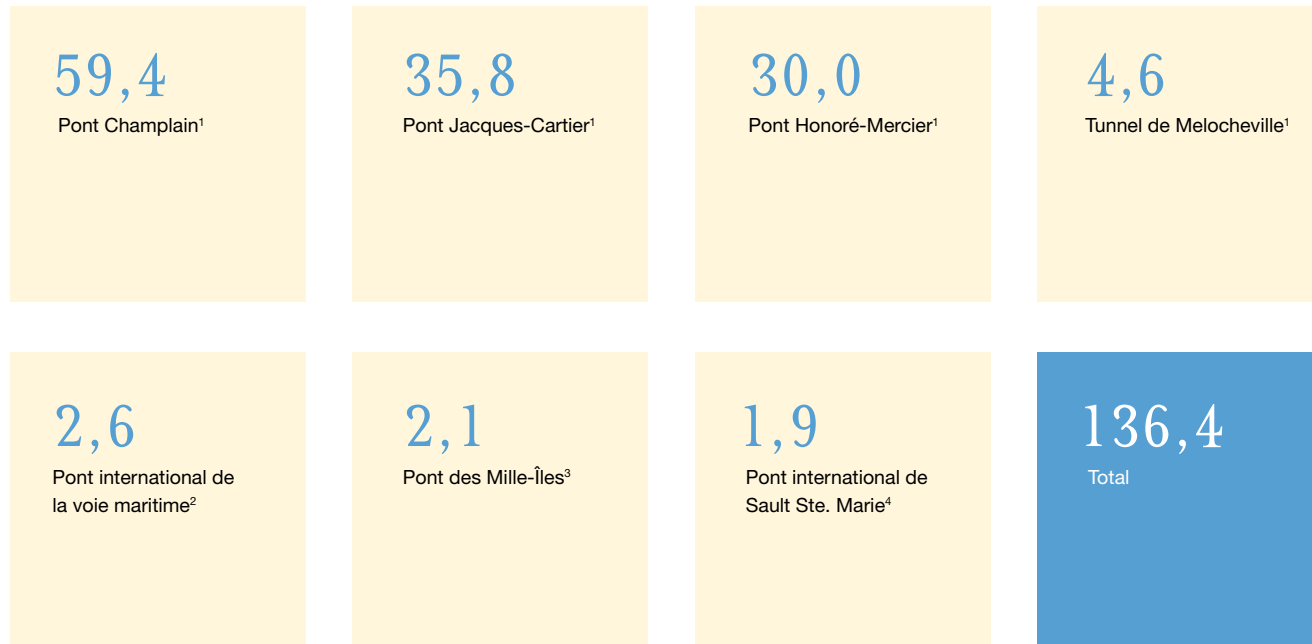 59,4
Pont Champlain¹
35,8
Pont Jacques-Cartier¹
30,0
Pont Honoré-Mercier¹
4,6
Tunnel de Melocheville¹
2,6
Pont international de
la voie maritime²
2,1
Pont des Mille-Îles³
1,9
Pont international de
Sault Ste. Marie⁴
136,4
Total